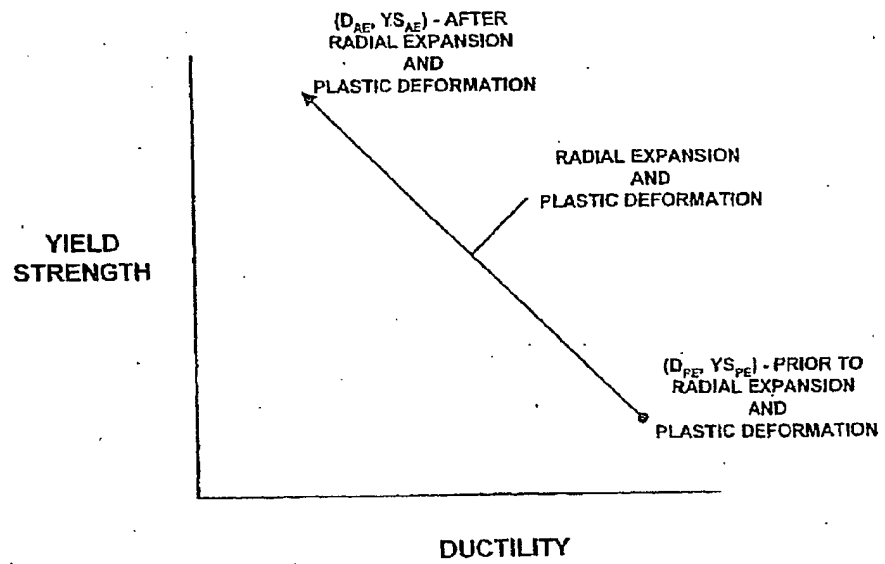 (D_AE, YS_AE) - AFTER
RADIAL EXPANSION
AND
PLASTIC DEFORMATION
RADIAL EXPANSION
AND
PLASTIC DEFORMATION
YIELD
STRENGTH
(D_PE, YS_PE) - PRIOR TO
RADIAL EXPANSION
AND
PLASTIC DEFORMATION
DUCTILITY